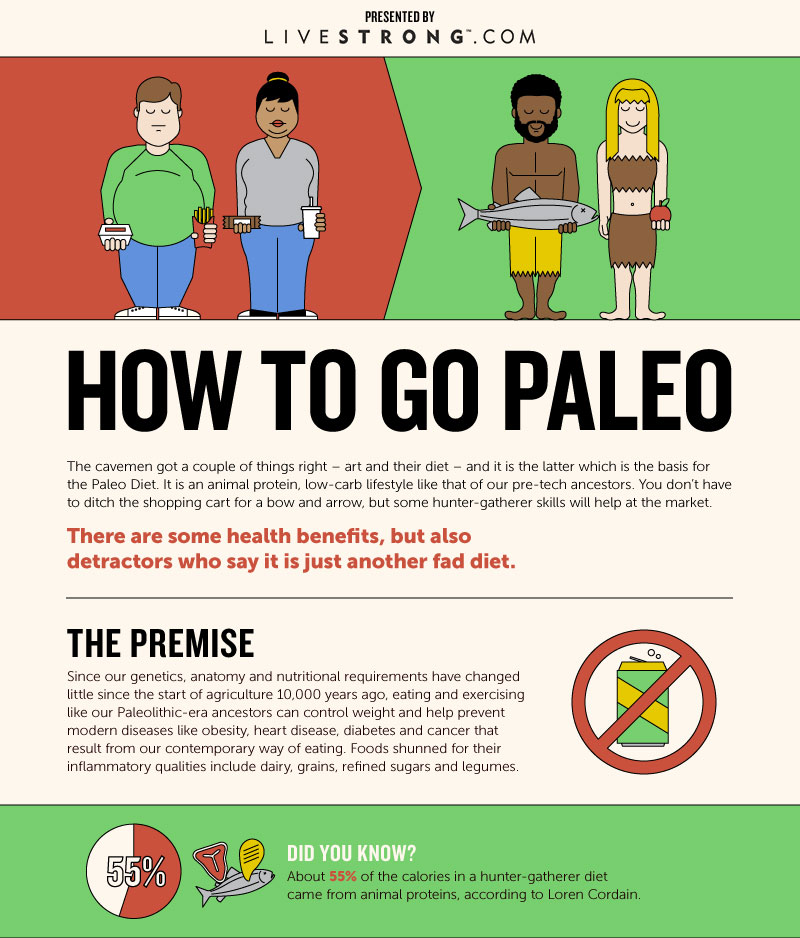 PRESENTED BY
LIVESTRONG™.COM
HOW TO GO PALEO
The cavemen got a couple of things right – art and their diet – and it is the latter which is the basis for
the Paleo Diet. It is an animal protein, low-carb lifestyle like that of our pre-tech ancestors. You don't have
to ditch the shopping cart for a bow and arrow, but some hunter-gatherer skills will help at the market.
There are some health benefits, but also
detractors who say it is just another fad diet.
THE PREMISE
Since our genetics, anatomy and nutritional requirements have changed
little since the start of agriculture 10,000 years ago, eating and exercising
like our Paleolithic-era ancestors can control weight and help prevent
modern diseases like obesity, heart disease, diabetes and cancer that
result from our contemporary way of eating. Foods shunned for their
inflammatory qualities include dairy, grains, refined sugars and legumes.
55%
DID YOU KNOW?
About 55% of the calories in a hunter-gatherer diet
came from animal proteins, according to Loren Cordain.